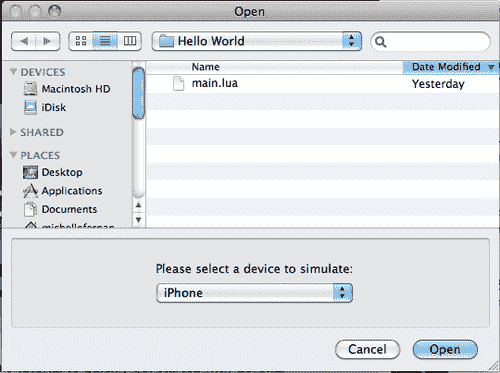 Open
Hello World
DEVICES
Macintosh HD
iDisk
SHARED
PLACES
Desktop
Applications
Documents
Name
Date Modified
main.lua
Yesterday
Please select a device to simulate:
iPhone
Cancel
Open